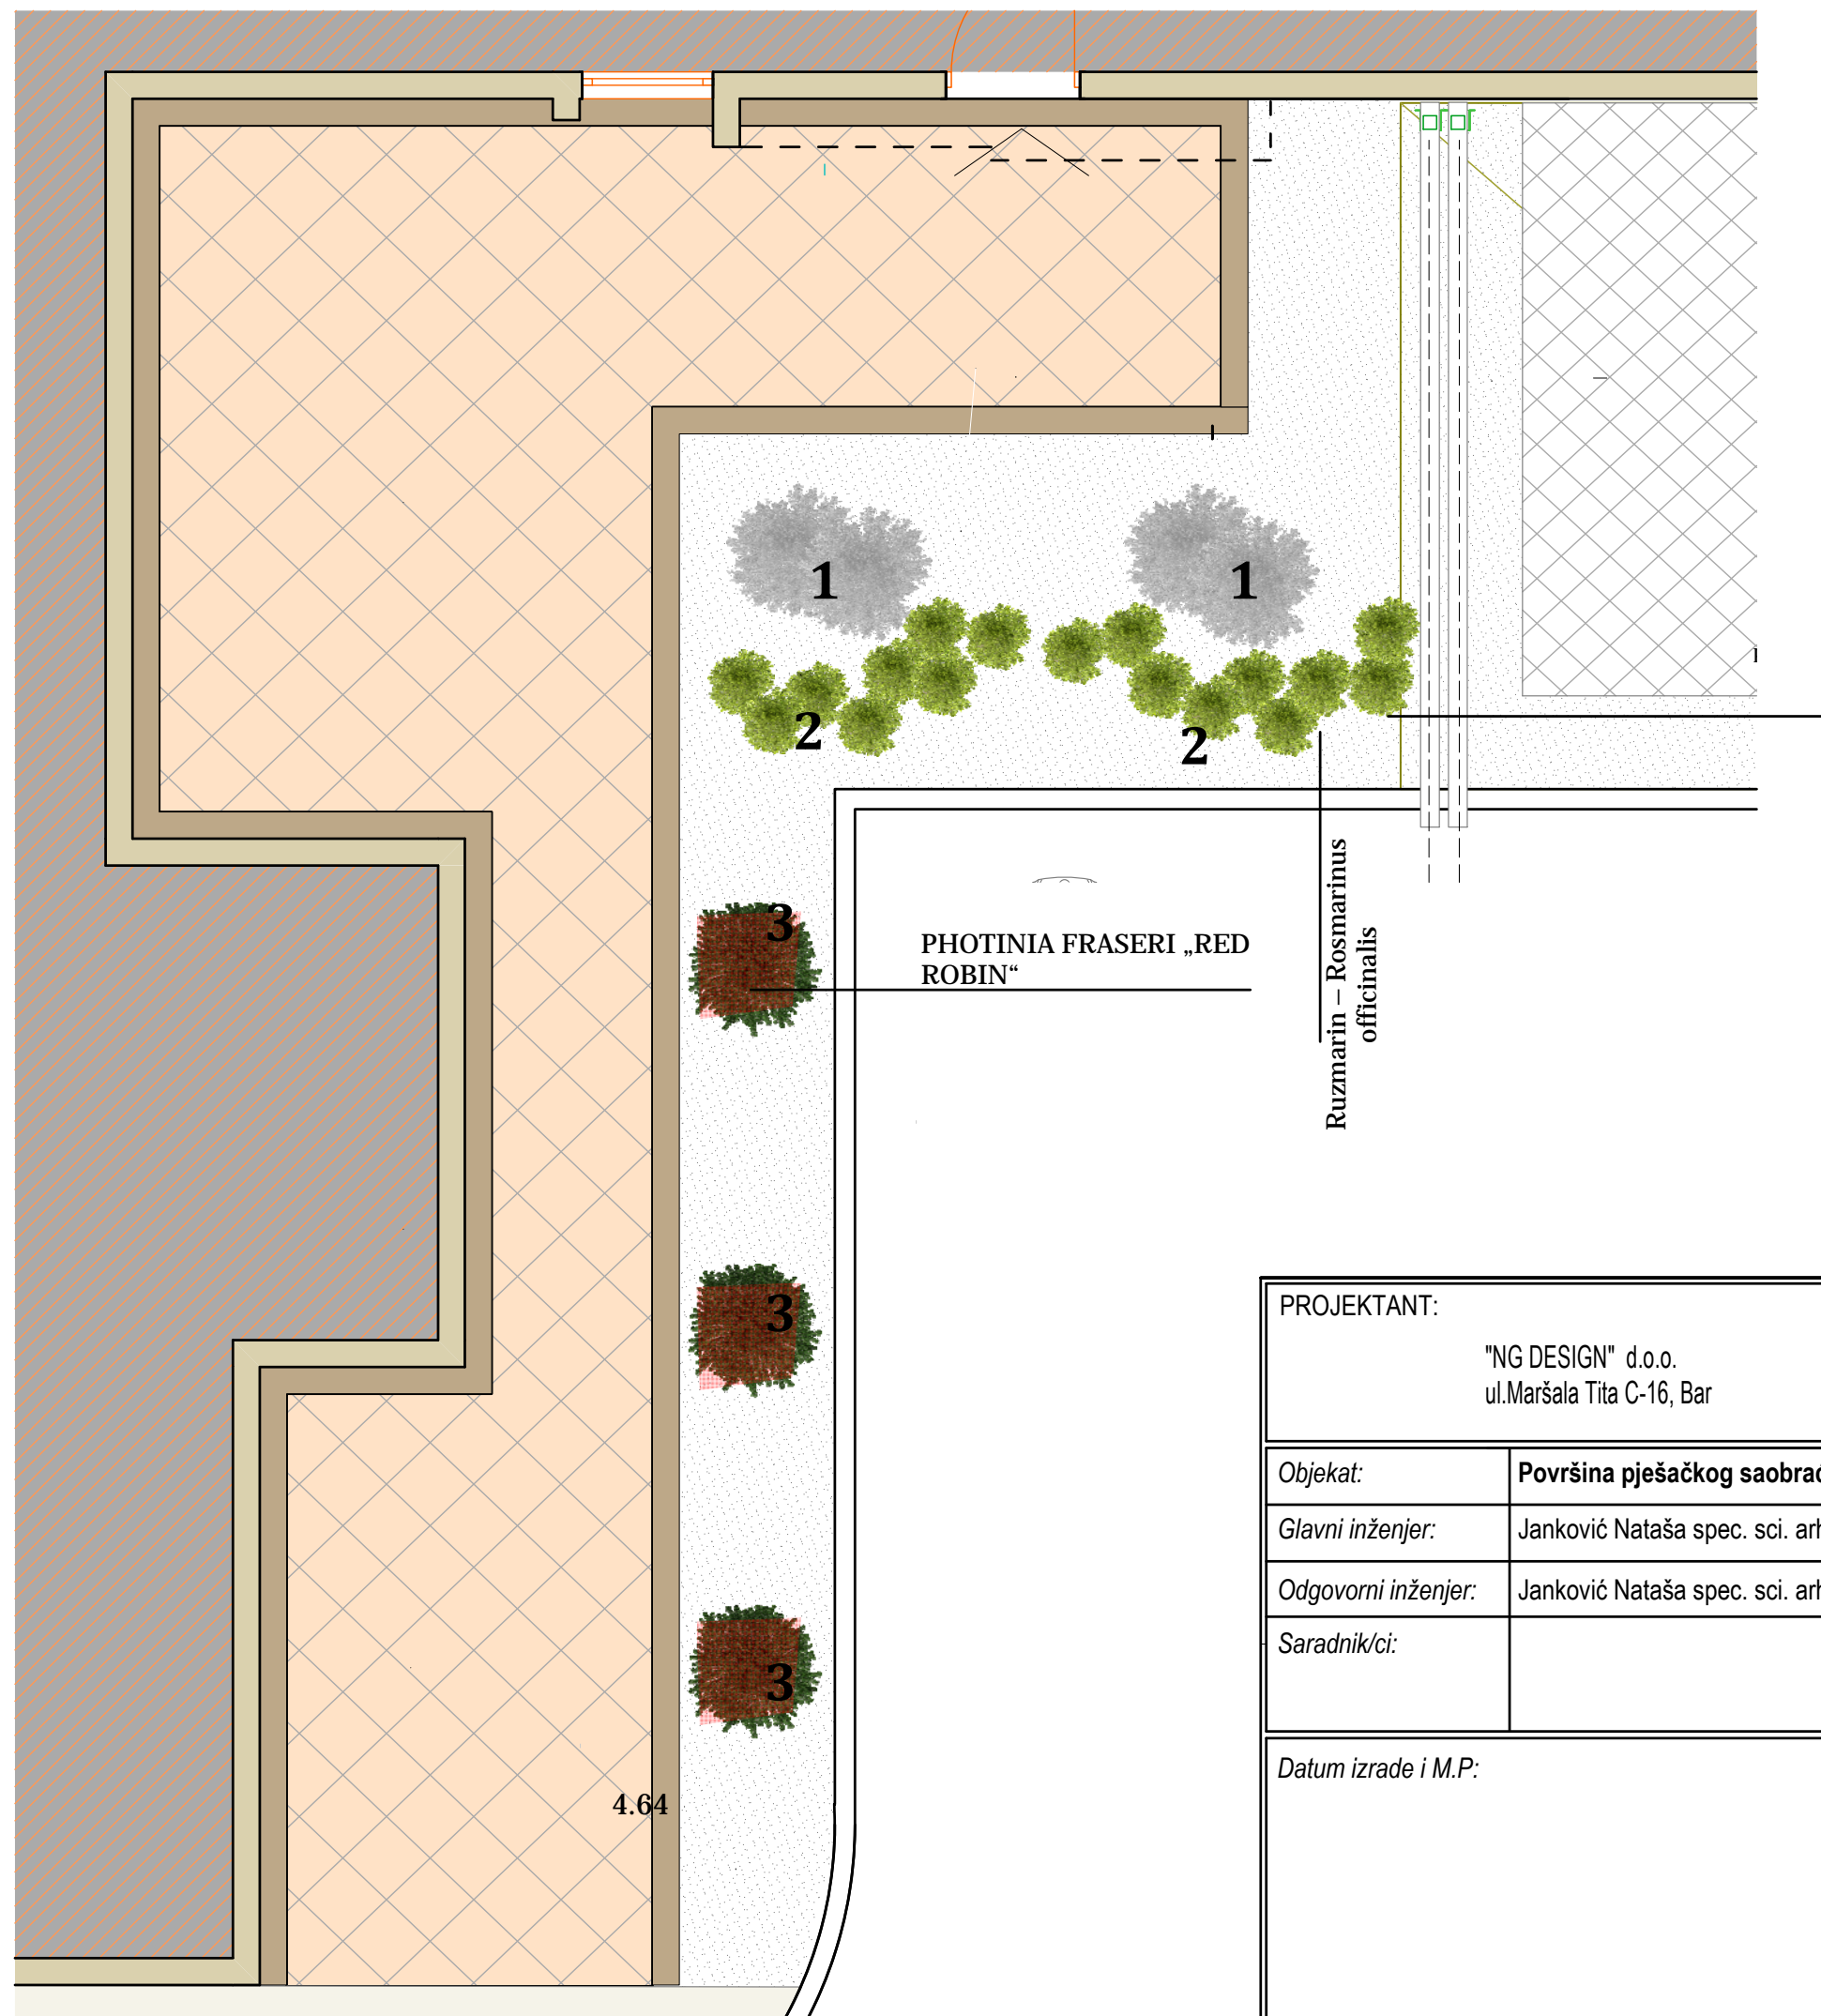 1
1
2
2
3
PHOTINIA FRASERI „RED
ROBIN“
Ruzmarin – Rosmarinus
officinalis
3
3
4.64
PROJEKTANT:
"NG DESIGN" d.o.o.
ul.Maršala Tita C-16, Bar
Objekat:
Površina pješačkog saobrać
Glavni inženjer:
Janković Nataša spec. sci. arh
Odgovorni inženjer:
Janković Nataša spec. sci. arh
Saradnik/ci:
Datum izrade i M.P: